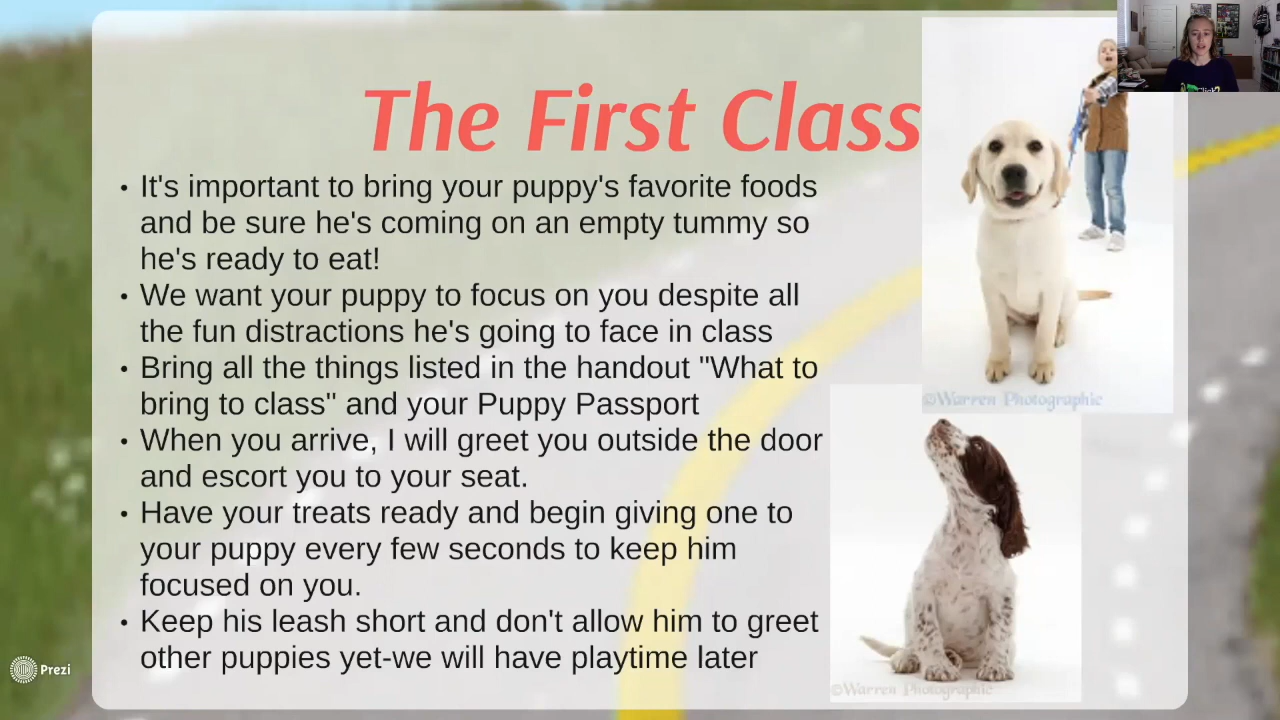 The First Class
• It's important to bring your puppy's favorite foods
and be sure he's coming on an empty tummy so
he's ready to eat!
• We want your puppy to focus on you despite all
the fun distractions he's going to face in class
• Bring all the things listed in the handout "What to
bring to class" and your Puppy Passport
• When you arrive, I will greet you outside the door
and escort you to your seat.
• Have your treats ready and begin giving one to
your puppy every few seconds to keep him
focused on you.
• Keep his leash short and don't allow him to greet
other puppies yet-we will have playtime later
©Warren Photographic
©Warren Photographic
Prezi